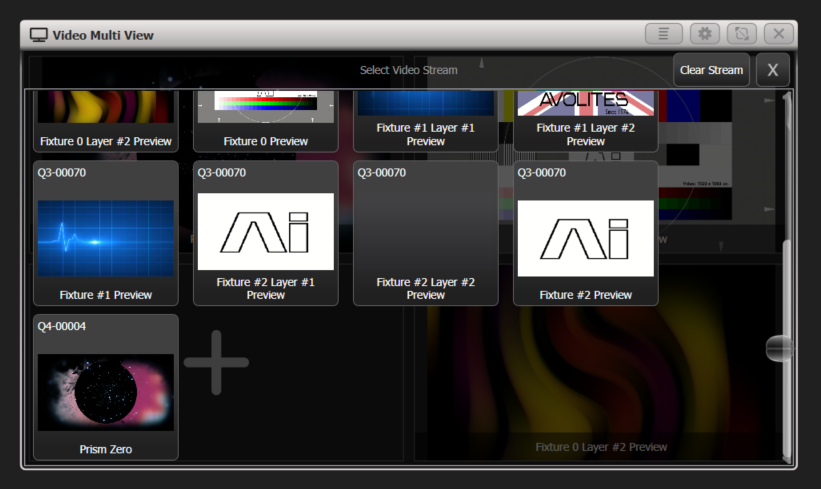 Video Multi View
Select Video Stream
Clear Stream
X
AVOLITES
Fixture 0 Layer #2 Preview
Fixture 0 Preview
Fixture #1 Layer #1
Preview
Fixture #1 Layer #2
Preview
Q3-00070
Q3-00070
Q3-00070
Q3-00070
Ai
Ai
Fixture #1 Preview
Fixture #2 Layer #1
Preview
Fixture #2 Layer #2
Preview
Fixture #2 Preview
Q4-00004
Prism Zero
Fixture 0 Layer #2 Preview